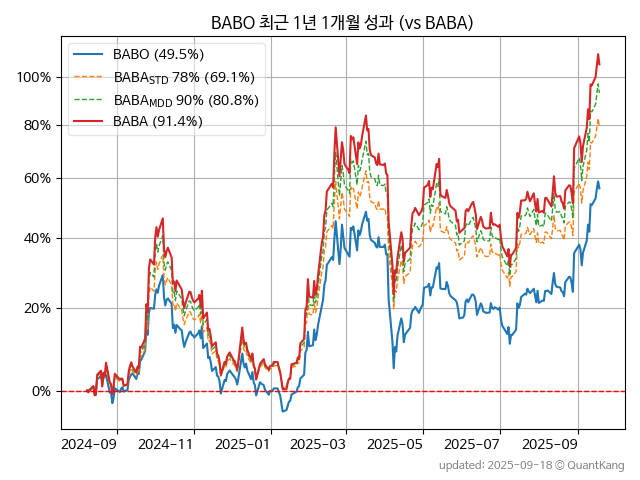 BABO 최근 1년 1개월 성과 (vs BABA)
BABO (49.5%)
BABA_STD 78% (69.1%)
BABA_MDD 90% (80.8%)
BABA (91.4%)
100%
80%
60%
40%
20%
0%
2024-09 2024-11 2025-01 2025-03 2025-05 2025-07 2025-09
updated: 2025-09-18 © QuantKang